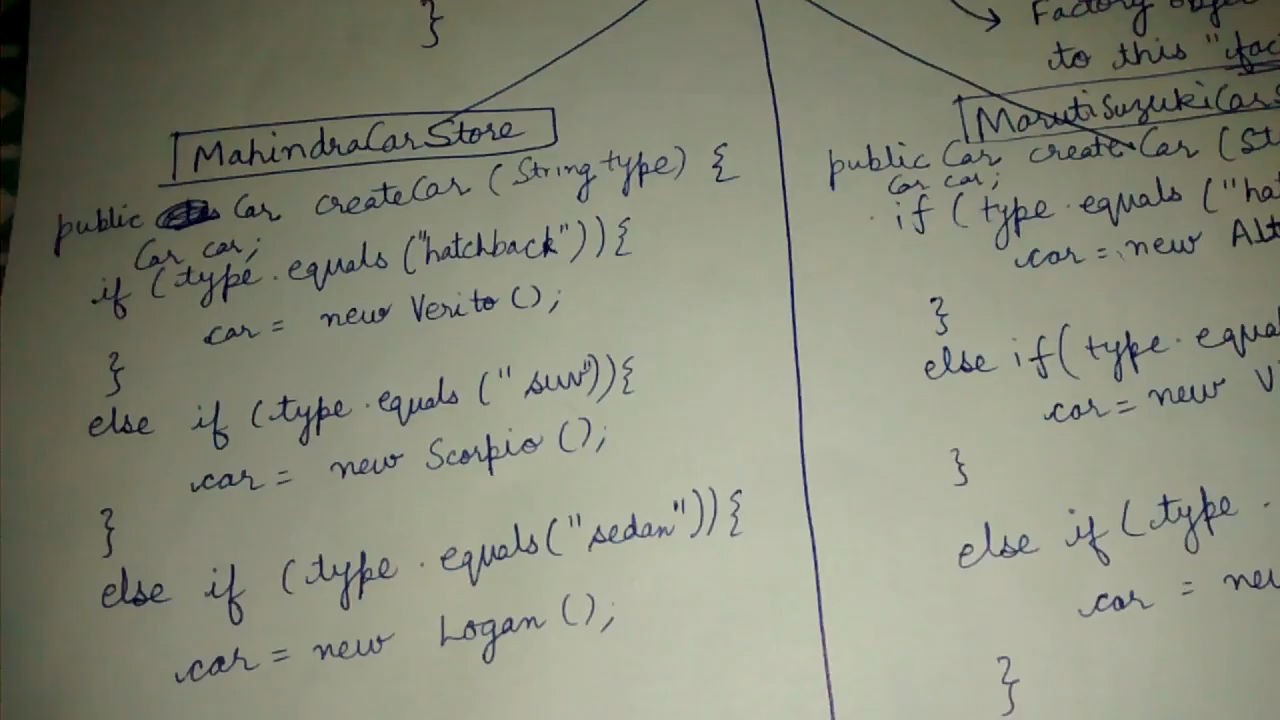 }
MahindraCarStore
public Car createCar (String type) {
Car car;
if (type.equals ("hatchback")){
car = new Verito ();
}
else if (type.equals ("suv")){
car = new Scorpio ();
}
else if (type.equals("sedan")){
car = new Logan ();
Factory
to this "fac
MarutiSuzukiCarS
public Car createCar (St
Car car;
if (type.equals ("ha
car = new Alt
}
else if( type.equa
car = new V
}
else if ( type.
car = new
}